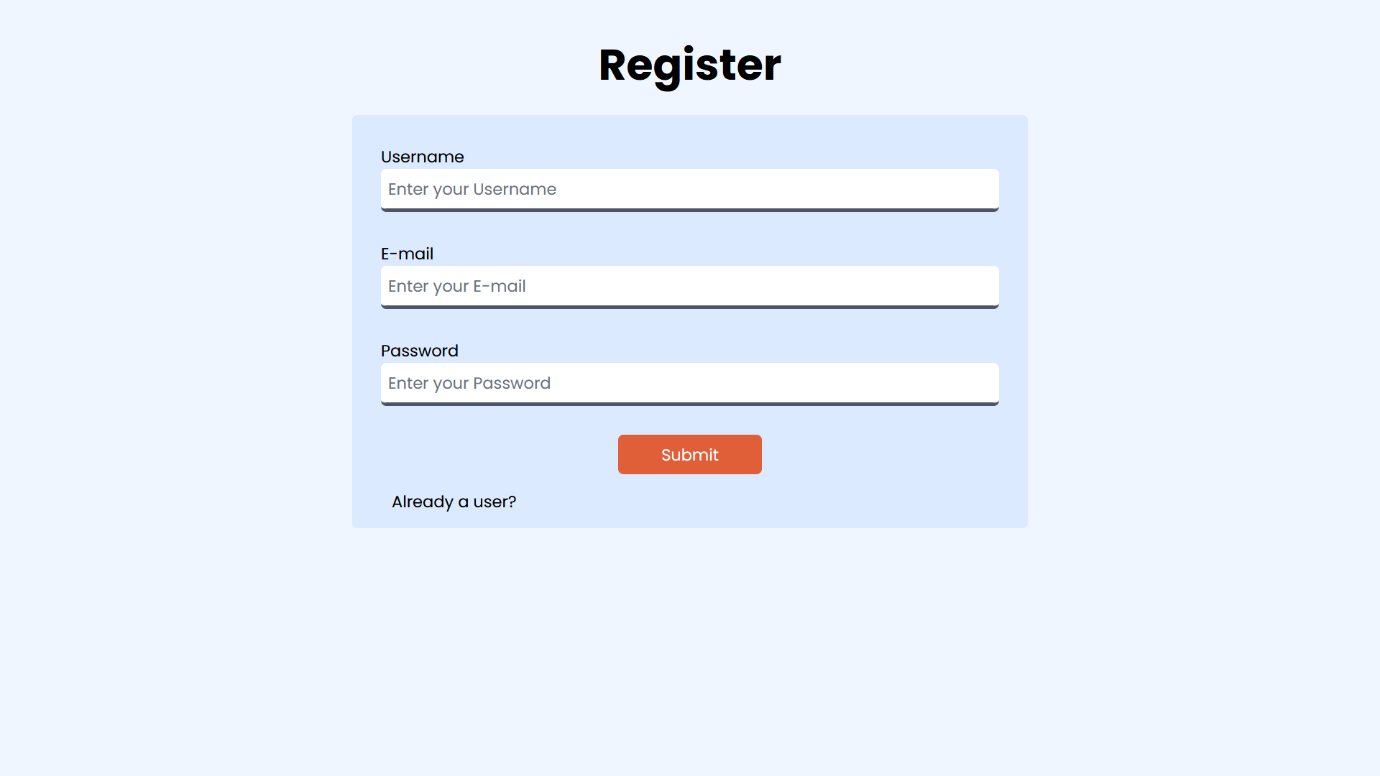 Register
Username
Enter your Username
E-mail
Enter your E-mail
Password
Enter your Password
Submit
Already a user?